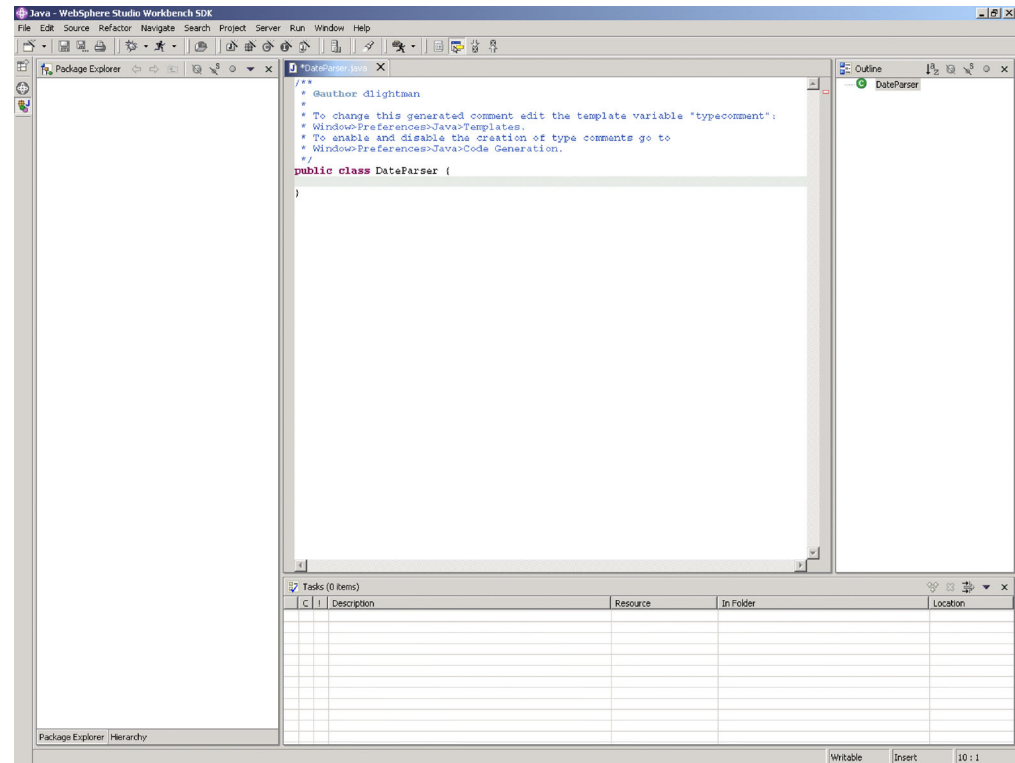 Java - WebSphere Studio Workbench SDK
File Edit Source Refactor Navigate Search Project Server Run Window Help
Package Explorer
*DateParser.java
Outline
DateParser
/**
* @author dlightman
*
* To change this generated comment edit the template variable "typecomment":
* Window>Preferences>Java>Templates.
* To enable and disable the creation of type comments go to
* Window>Preferences>Java>Code Generation.
*/
public class DateParser {
}
Tasks (0 items)
C ! Description Resource In Folder Location
Package Explorer Hierarchy
Writable Insert 10 : 1